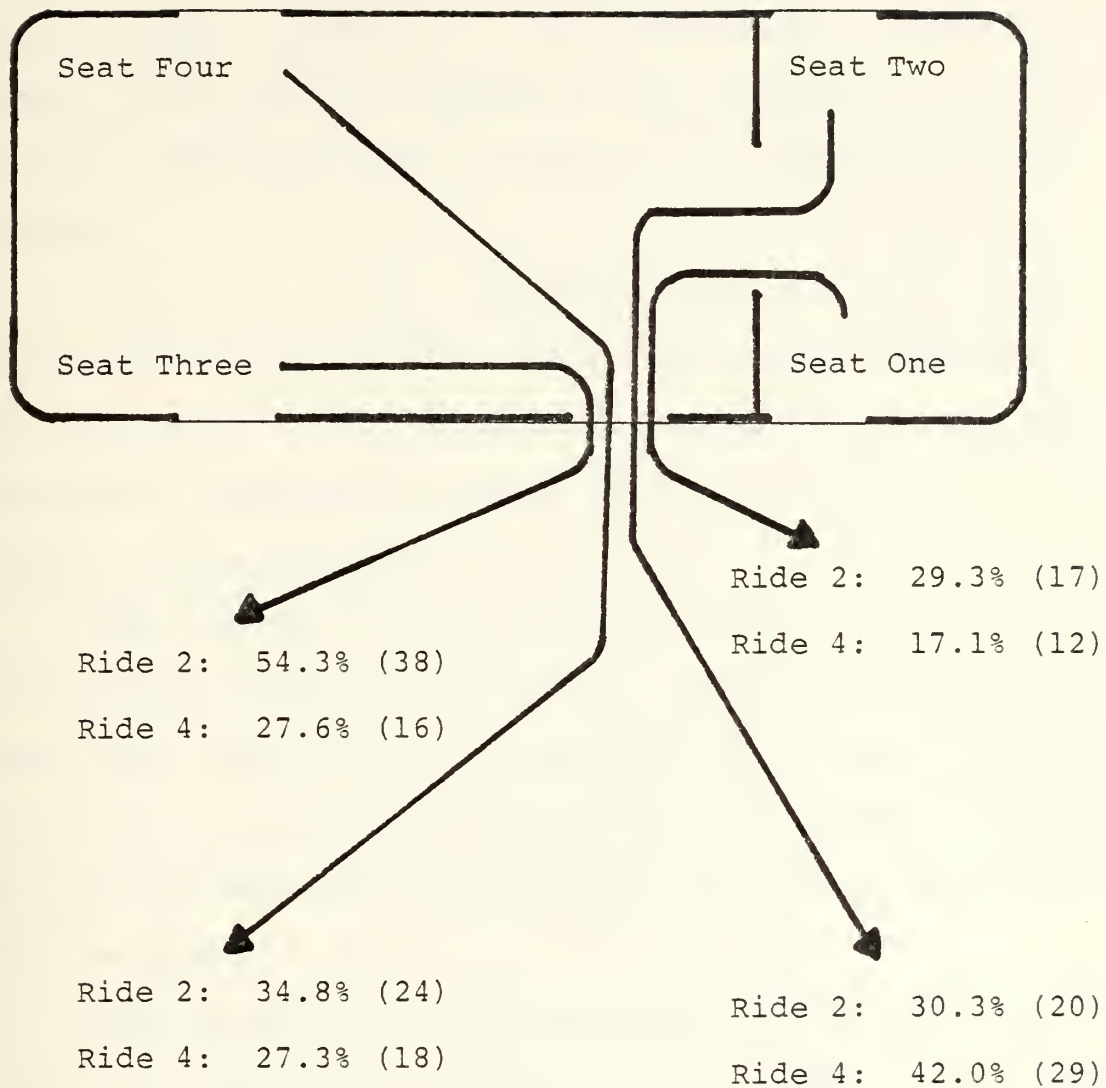 Seat Four
Seat Two
Seat Three
Seat One
Ride 2: 29.3% (17)
Ride 4: 17.1% (12)
Ride 2: 54.3% (38)
Ride 4: 27.6% (16)
Ride 2: 34.8% (24)
Ride 4: 27.3% (18)
Ride 2: 30.3% (20)
Ride 4: 42.0% (29)